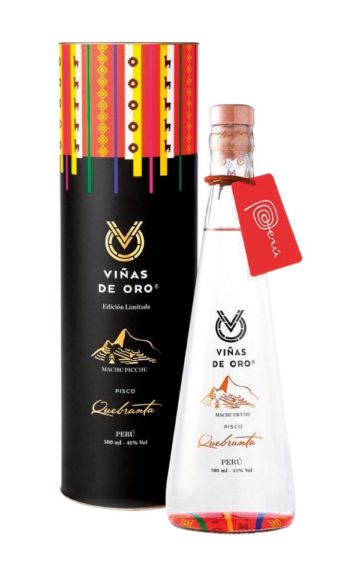 VIÑAS
DE ORO®
Edición Limitada
MACHU PICCHU
PISCO
Quebranta
PERÚ
500 ml - 41% Vol
Perú
VIÑAS
DE ORO®
MACHU PICCHU
PISCO
Quebranta
PERÚ
500 ml - 41% Vol